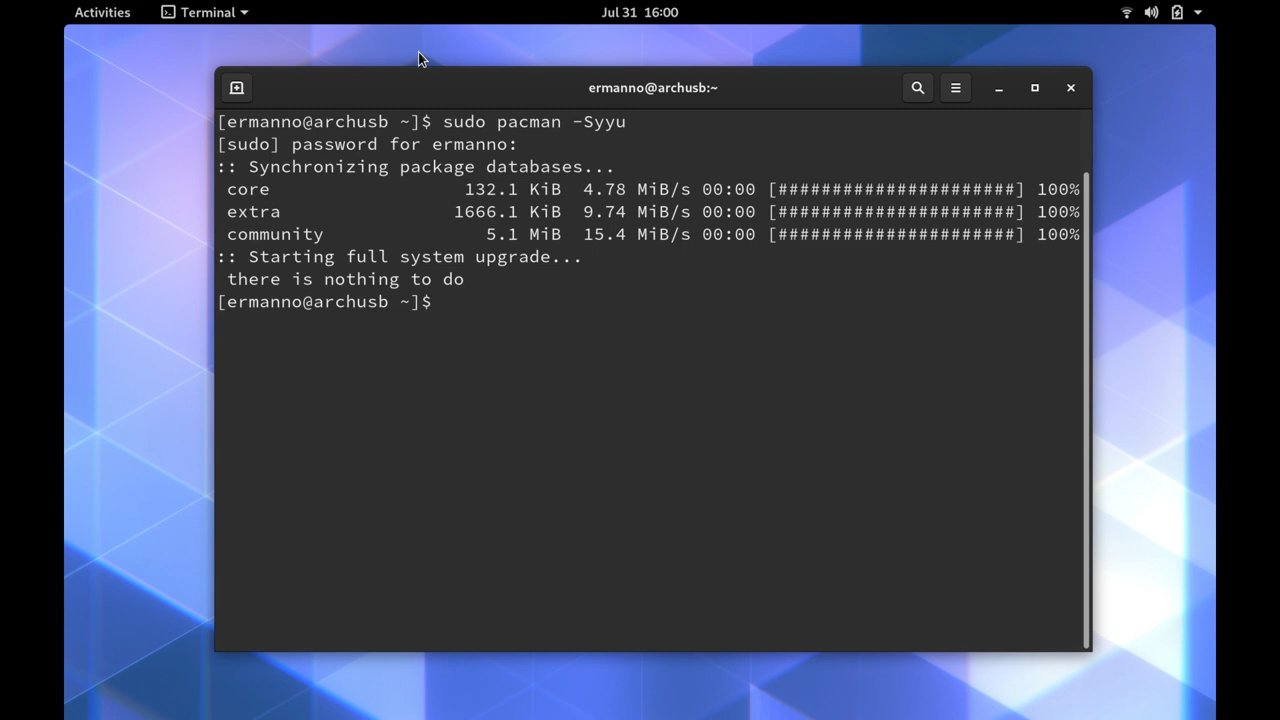 Activities Terminal Jul 31 16:00
ermanno@archusb:~
[ermanno@archusb ~]$ sudo pacman -Syyu
[sudo] password for ermanno:
:: Synchronizing package databases...
core 132.1 KiB 4.78 MiB/s 00:00 [######################] 100%
extra 1666.1 KiB 9.74 MiB/s 00:00 [######################] 100%
community 5.1 MiB 15.4 MiB/s 00:00 [######################] 100%
:: Starting full system upgrade...
there is nothing to do
[ermanno@archusb ~]$